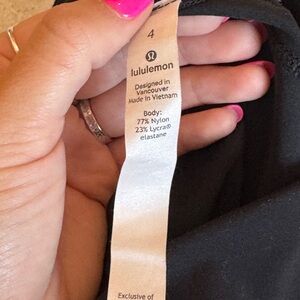 4
lululemon
Designed in
Vancouver
Made in Vietnam
Body:
77% Nylon
23% Lycra®
elastane
Exclusive of